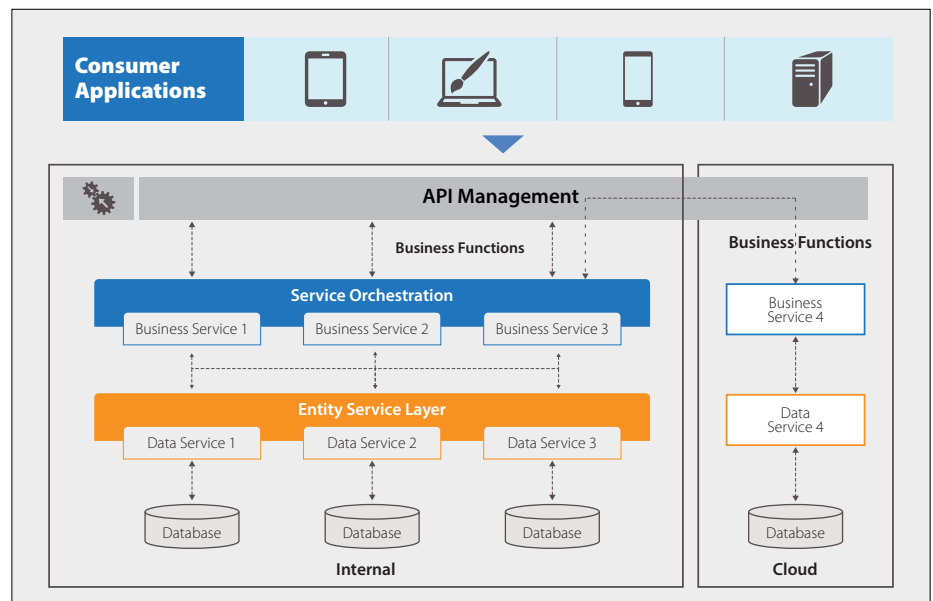 Consumer
Applications
API Management
Business Functions
Business Functions
Service Orchestration
Business Service 1
Business Service 2
Business Service 3
Business
Service 4
Entity Service Layer
Data Service 1
Data Service 2
Data Service 3
Data
Service 4
Database
Database
Database
Database
Internal
Cloud